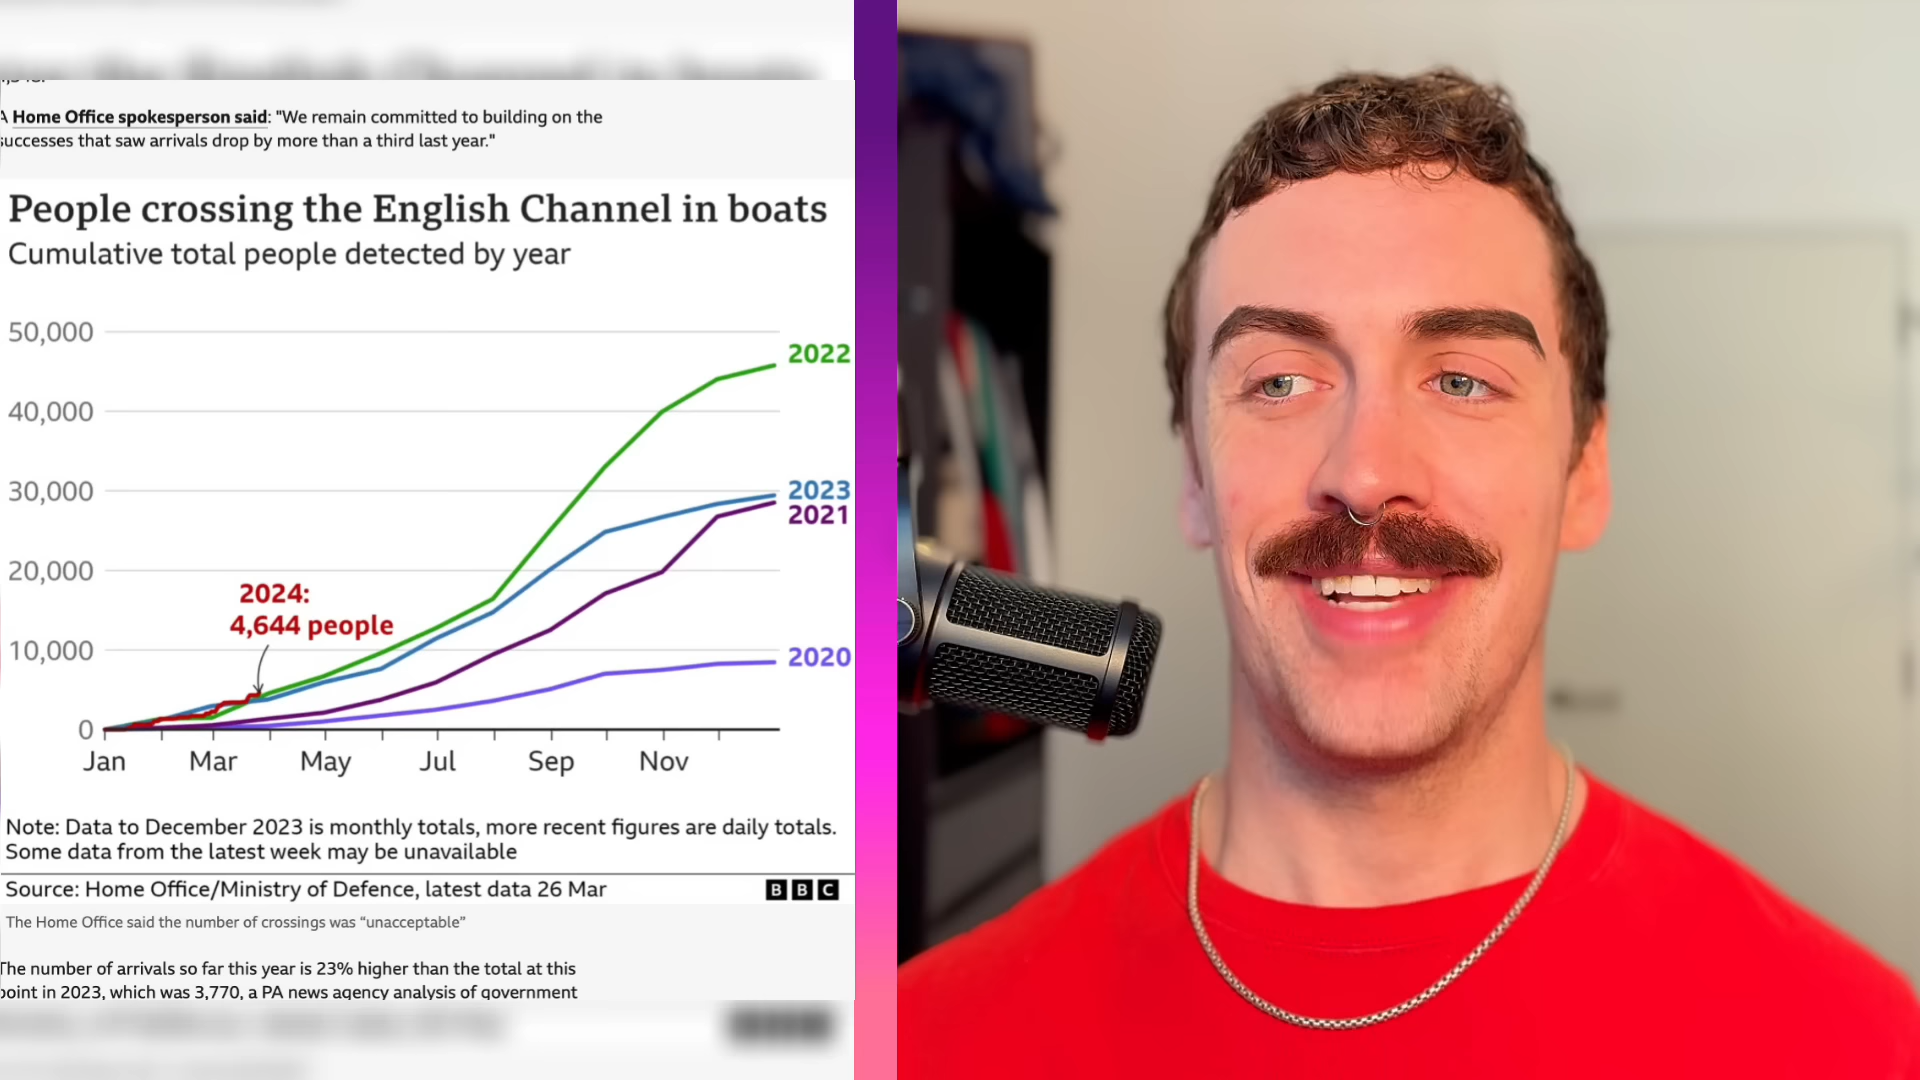 A Home Office spokesperson said: "We remain committed to building on the
successes that saw arrivals drop by more than a third last year."
People crossing the English Channel in boats
Cumulative total people detected by year
50,000
2022
40,000
30,000
2023
2021
20,000
2024:
4,644 people
10,000
2020
0
Jan Mar May Jul Sep Nov
Note: Data to December 2023 is monthly totals, more recent figures are daily totals.
Some data from the latest week may be unavailable
Source: Home Office/Ministry of Defence, latest data 26 Mar
BBC
The Home Office said the number of crossings was “unacceptable”
The number of arrivals so far this year is 23% higher than the total at this
point in 2023, which was 3,770, a PA news agency analysis of government